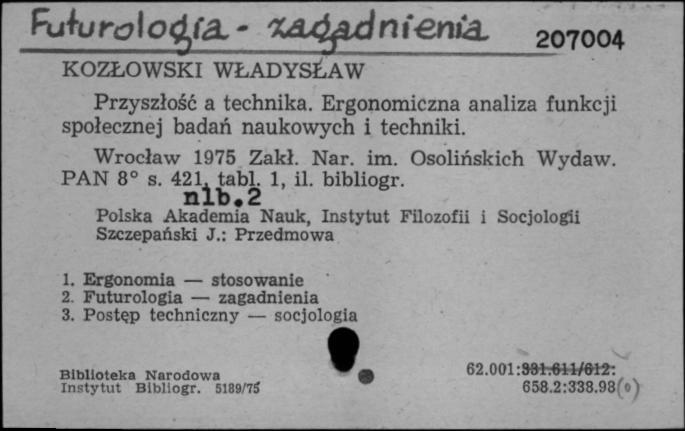 Futurologia - zagadnienia
207004
KOZŁOWSKI WŁADYSŁAW
Przyszłość a technika. Ergonomiczna analiza funkcji
społecznej badań naukowych i techniki.
Wrocław 1975 Zakł. Nar. im. Osolińskich Wydaw.
PAN 8° s. 421, tabl. 1, il. bibliogr.
nlb.2
Polska Akademia Nauk, Instytut Filozofii i Socjologii
Szczepański J.: Przedmowa
1. Ergonomia — stosowanie
2. Futurologia — zagadnienia
3. Postęp techniczny — socjologia
Biblioteka Narodowa
Instytut Bibliogr. 5189/75
62.001:331.611/612:
658.2:338.98(0)